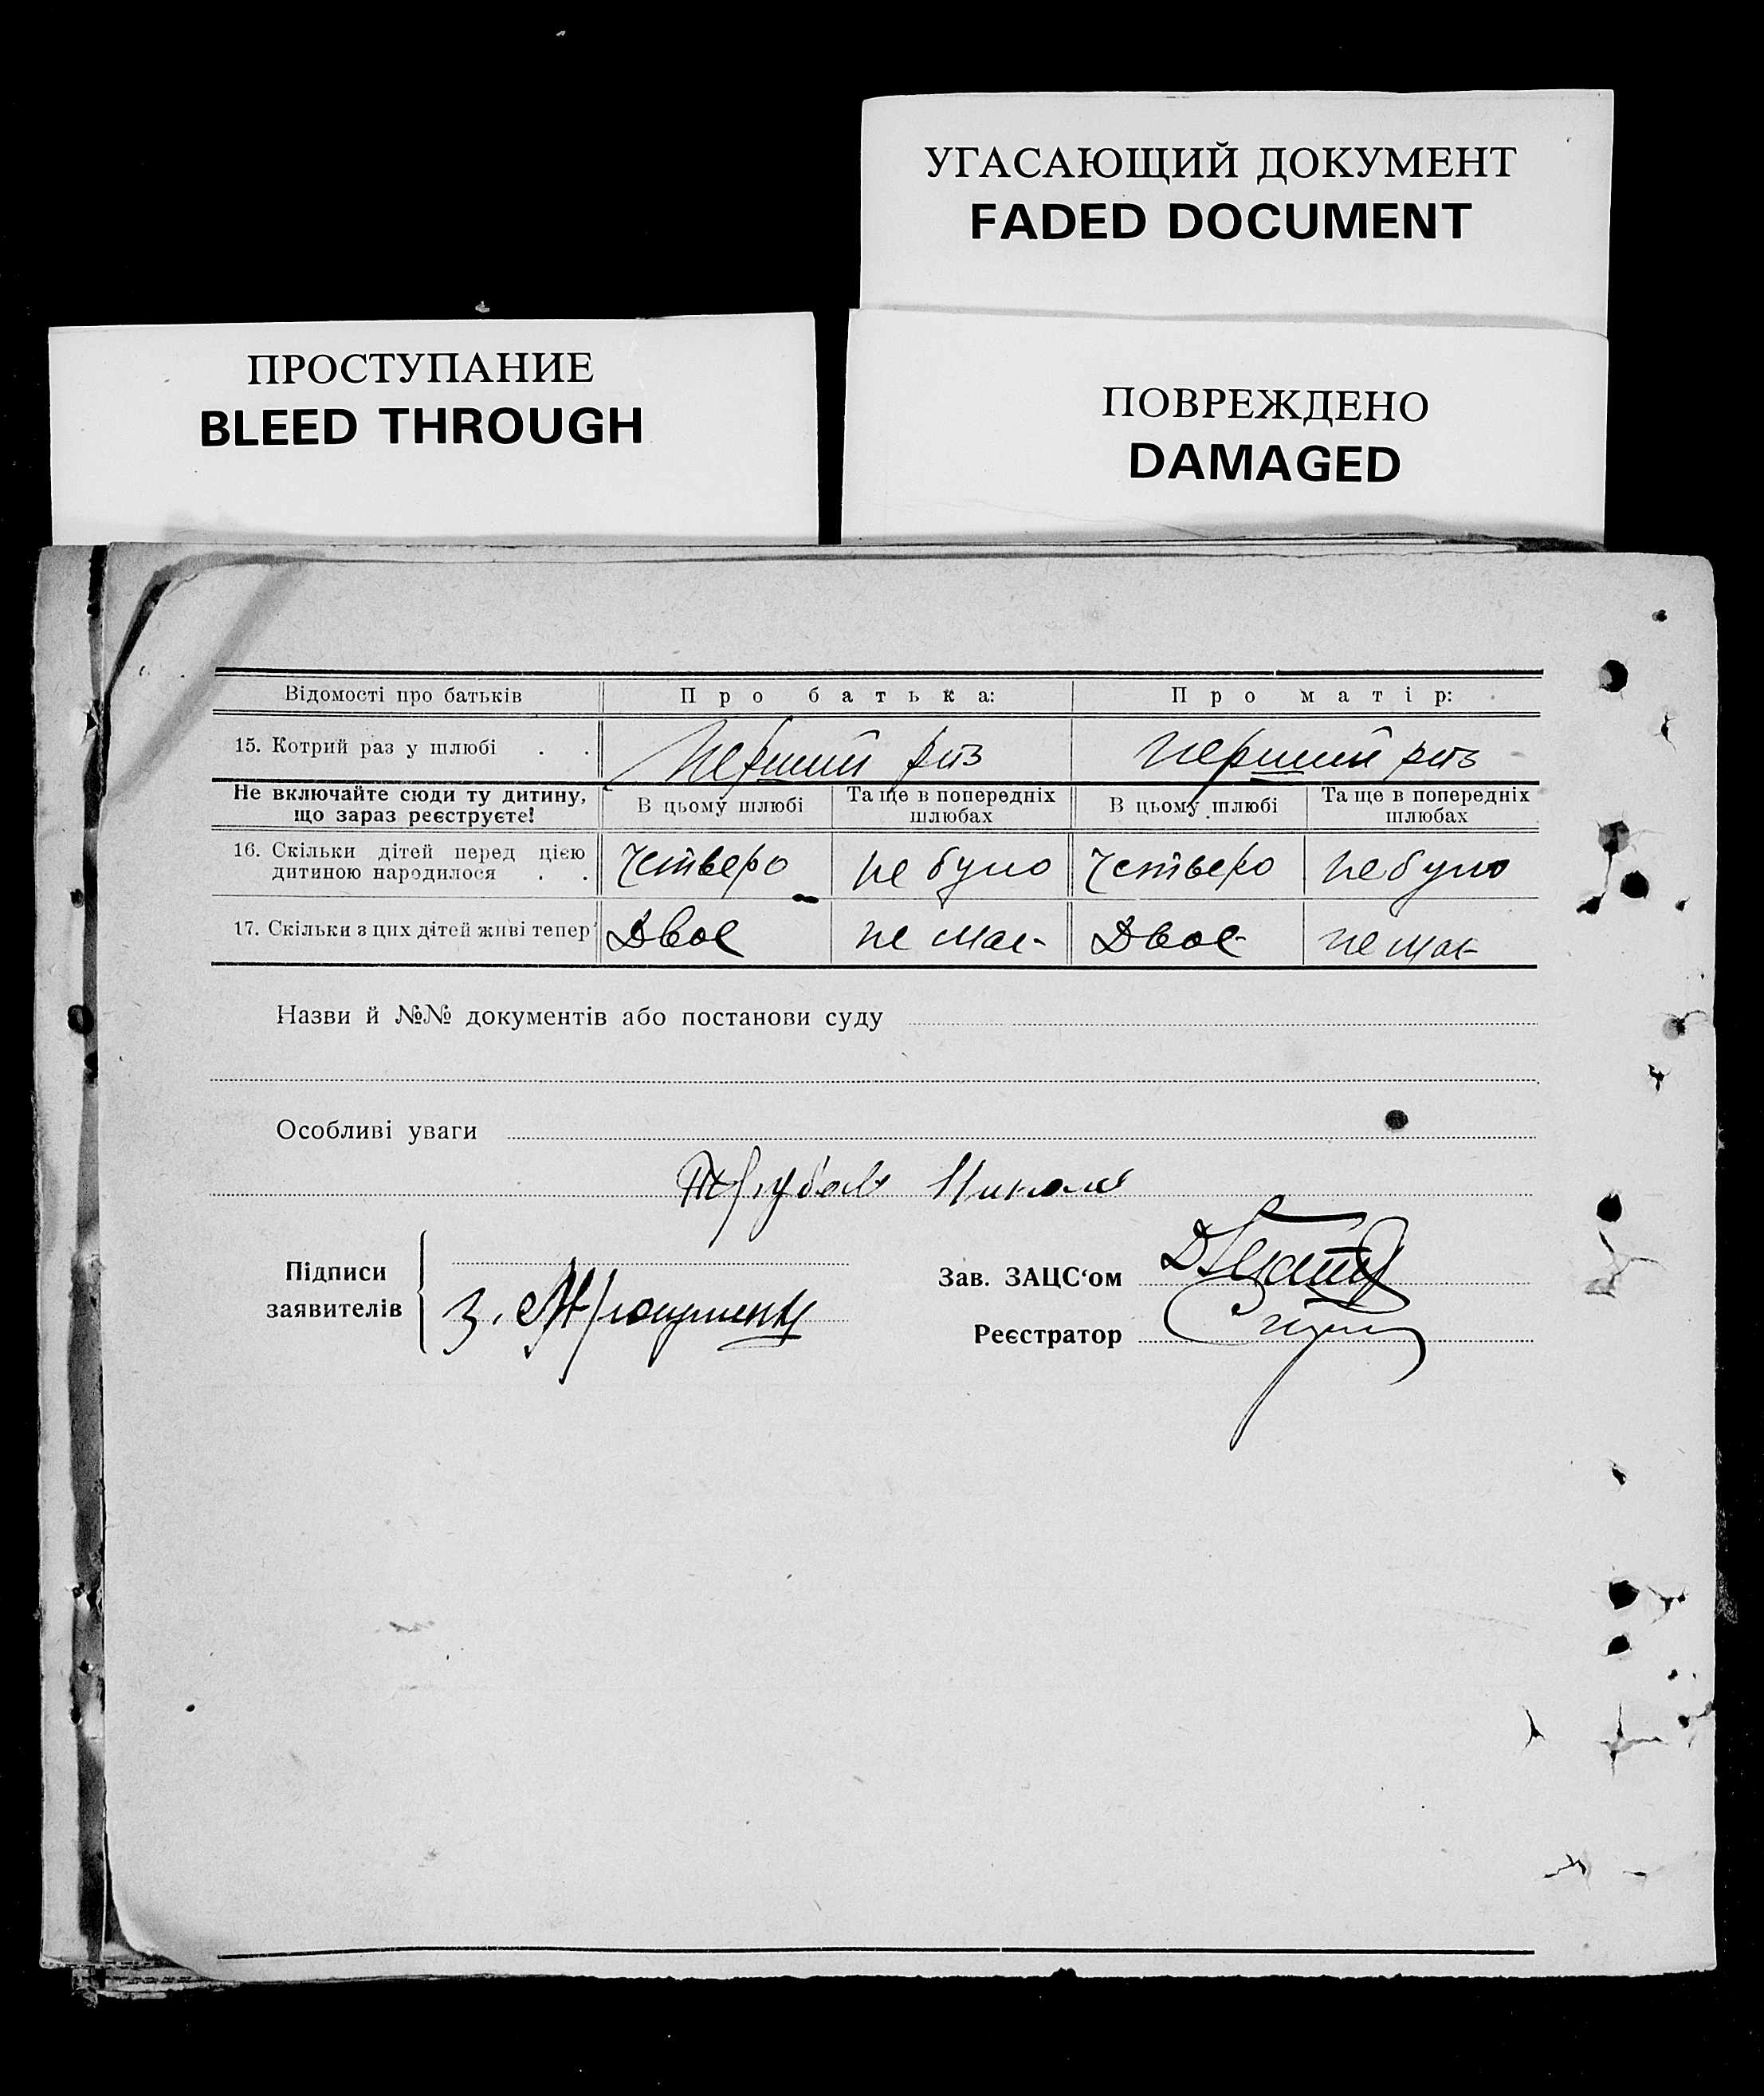 УГАСАЮЩИЙ ДОКУМЕНТ
FADED DOCUMENT
ПРОСТУПАНИЕ
BLEED THROUGH
ПОВРЕЖДЕНО
DAMAGED
Відомості про батьків Про батька: Про матір:
15. Котрий раз у шлюбі . . Перший раз перший раз
Не включайте сюди ту дитину, що зараз реєструєте! В цьому шлюбі Та ще в попередніх шлюбах В цьому шлюбі Та ще в попередніх шлюбах
16. Скільки дітей перед цією дитиною народилося . . Четверо не було Четверо не було
17. Скільки з цих дітей живі тепер Двоє не має Двоє не має
Назви й №№ документів або постанови суду
Особливі уваги
Підписи
заявителів
Зав. ЗАЦС‘ом
Реєстратор